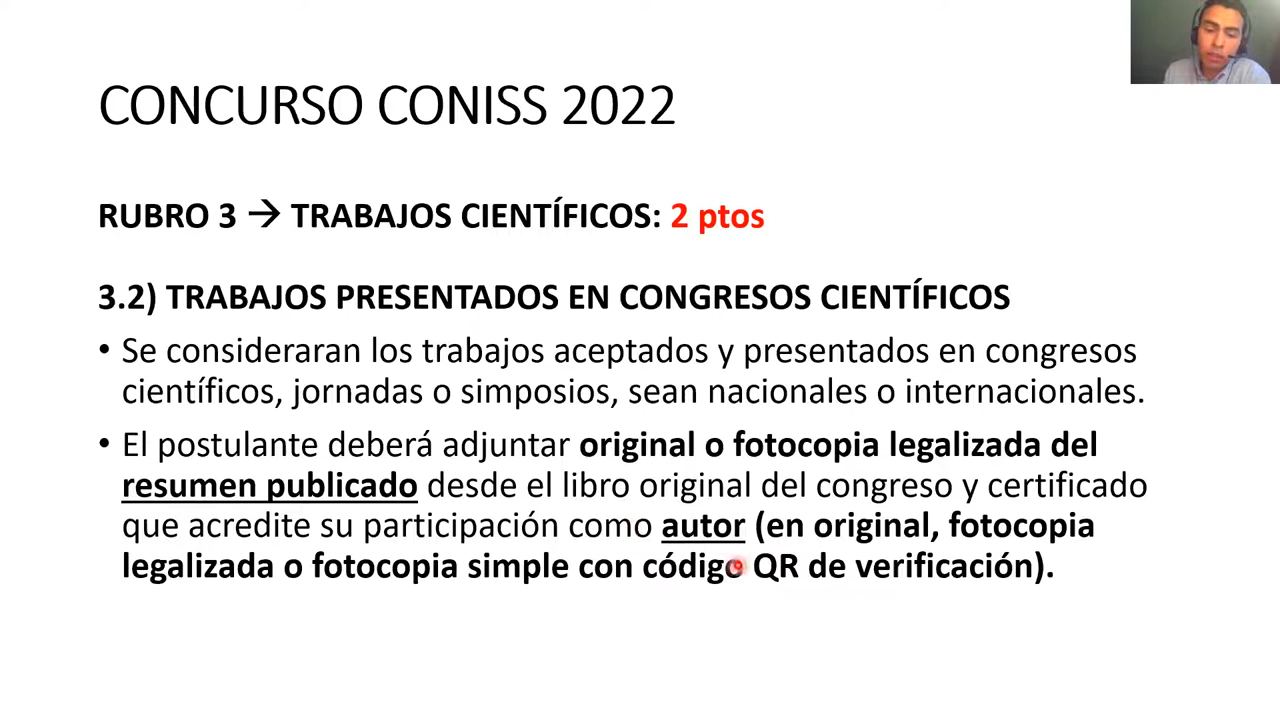 CONCURSO CONISS 2022
RUBRO 3 → TRABAJOS CIENTÍFICOS: 2 ptos
3.2) TRABAJOS PRESENTADOS EN CONGRESOS CIENTÍFICOS
• Se consideraran los trabajos aceptados y presentados en congresos
científicos, jornadas o simposios, sean nacionales o internacionales.
• El postulante deberá adjuntar original o fotocopia legalizada del
resumen publicado desde el libro original del congreso y certificado
que acredite su participación como autor (en original, fotocopia
legalizada o fotocopia simple con código QR de verificación).